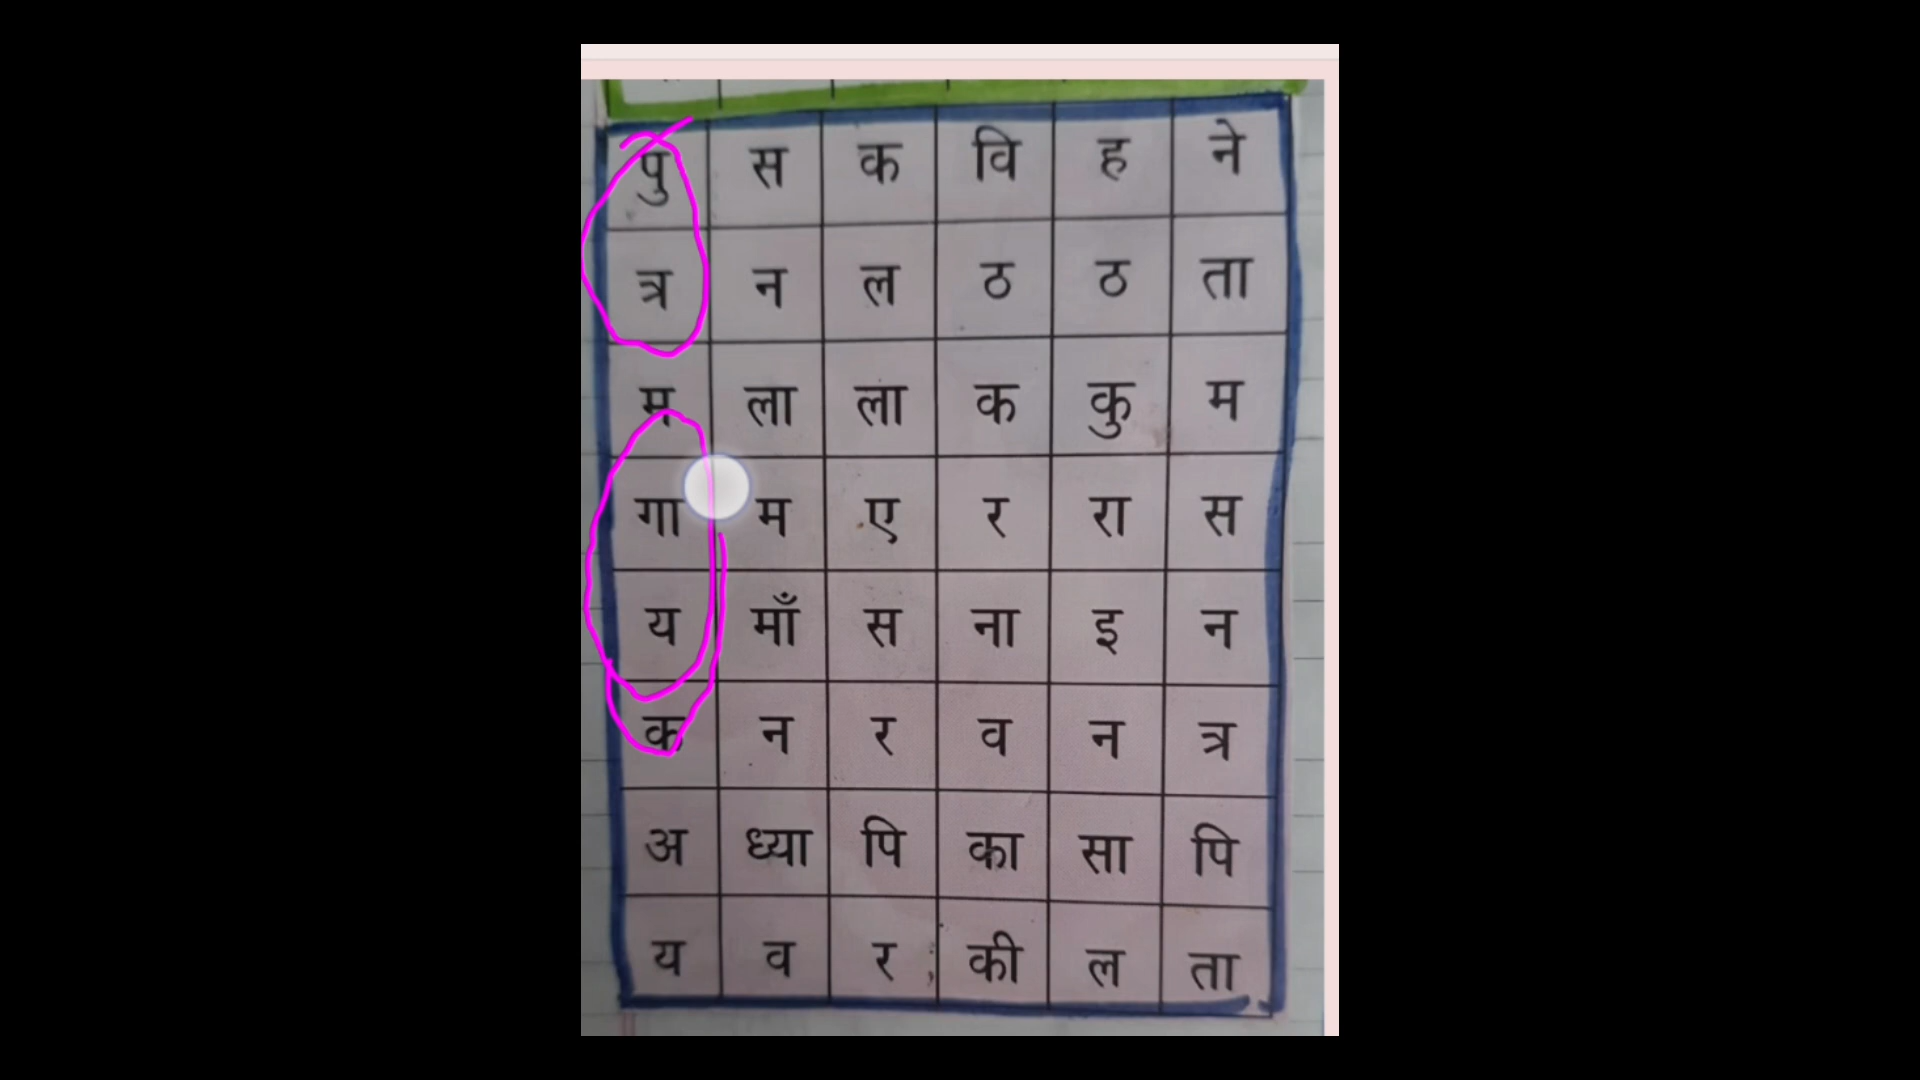 पु स क वि ह ने
त्र न ल ठ ठ ता
म ला ला क कु म
गा म ए र रा स
य माँ स ना इ न
क न र व न त्र
अ ध्या पि का सा पि
य व र की ल ता